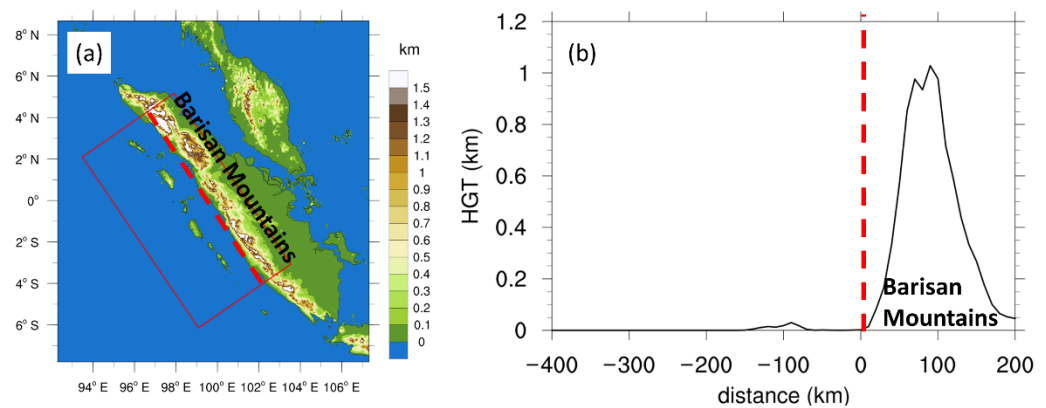 (a)
8° N
6° N
4° N
2° N
0°
2° S
4° S
6° S
94° E 96° E 98° E 100° E 102° E 104° E 106° E
Barisan Mountains
km
1.5
1.4
1.3
1.2
1.1
1
0.9
0.8
0.7
0.6
0.5
0.4
0.3
0.2
0.1
0
(b)
HGT (km)
1.2
1
0.8
0.6
0.4
0.2
0
Barisan
Mountains
−400 −300 −200 −100 0 100 200
distance (km)